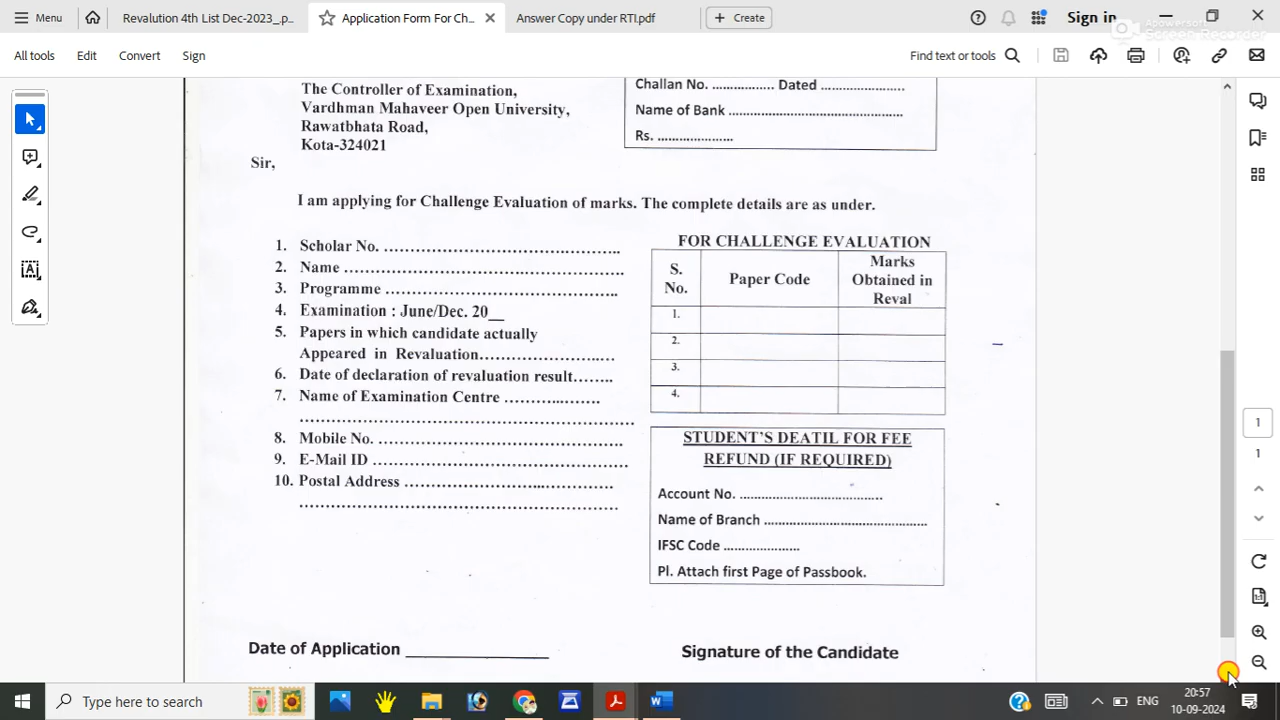 Menu
Revalution 4th List Dec-2023_.p...
Application Form For Ch...
Answer Copy under RTI.pdf
Create
Sign in
Screen Recorder
All tools
Edit
Convert
Sign
Find text or tools
The Controller of Examination,
Vardhman Mahaveer Open University,
Rawatbhata Road,
Kota-324021
Challan No. ................. Dated .......................
Name of Bank ................................................
Rs. .....................
Sir,
I am applying for Challenge Evaluation of marks. The complete details are as under.
1. Scholar No. ……………………………………………..
2. Name ……………………………………………………
3. Programme ……………………………………………
4. Examination : June/Dec. 20__
5. Papers in which candidate actually
Appeared in Revaluation………………………...
6. Date of declaration of revaluation result……..
7. Name of Examination Centre ………………….
………………………………………………………………
8. Mobile No. ………………………………………………
9. E-Mail ID …………………………………………………
10. Postal Address …………………………………………
………………………………………………………………
FOR CHALLENGE EVALUATION
S. No. Paper Code Marks Obtained in Reval
1.
2.
3.
4.
STUDENT'S DEATIL FOR FEE
REFUND (IF REQUIRED)
Account No. .......................................
Name of Branch .............................................
IFSC Code .....................
Pl. Attach first Page of Passbook.
Date of Application _______________
Signature of the Candidate
1
1
Type here to search
ENG
20:57
10-09-2024